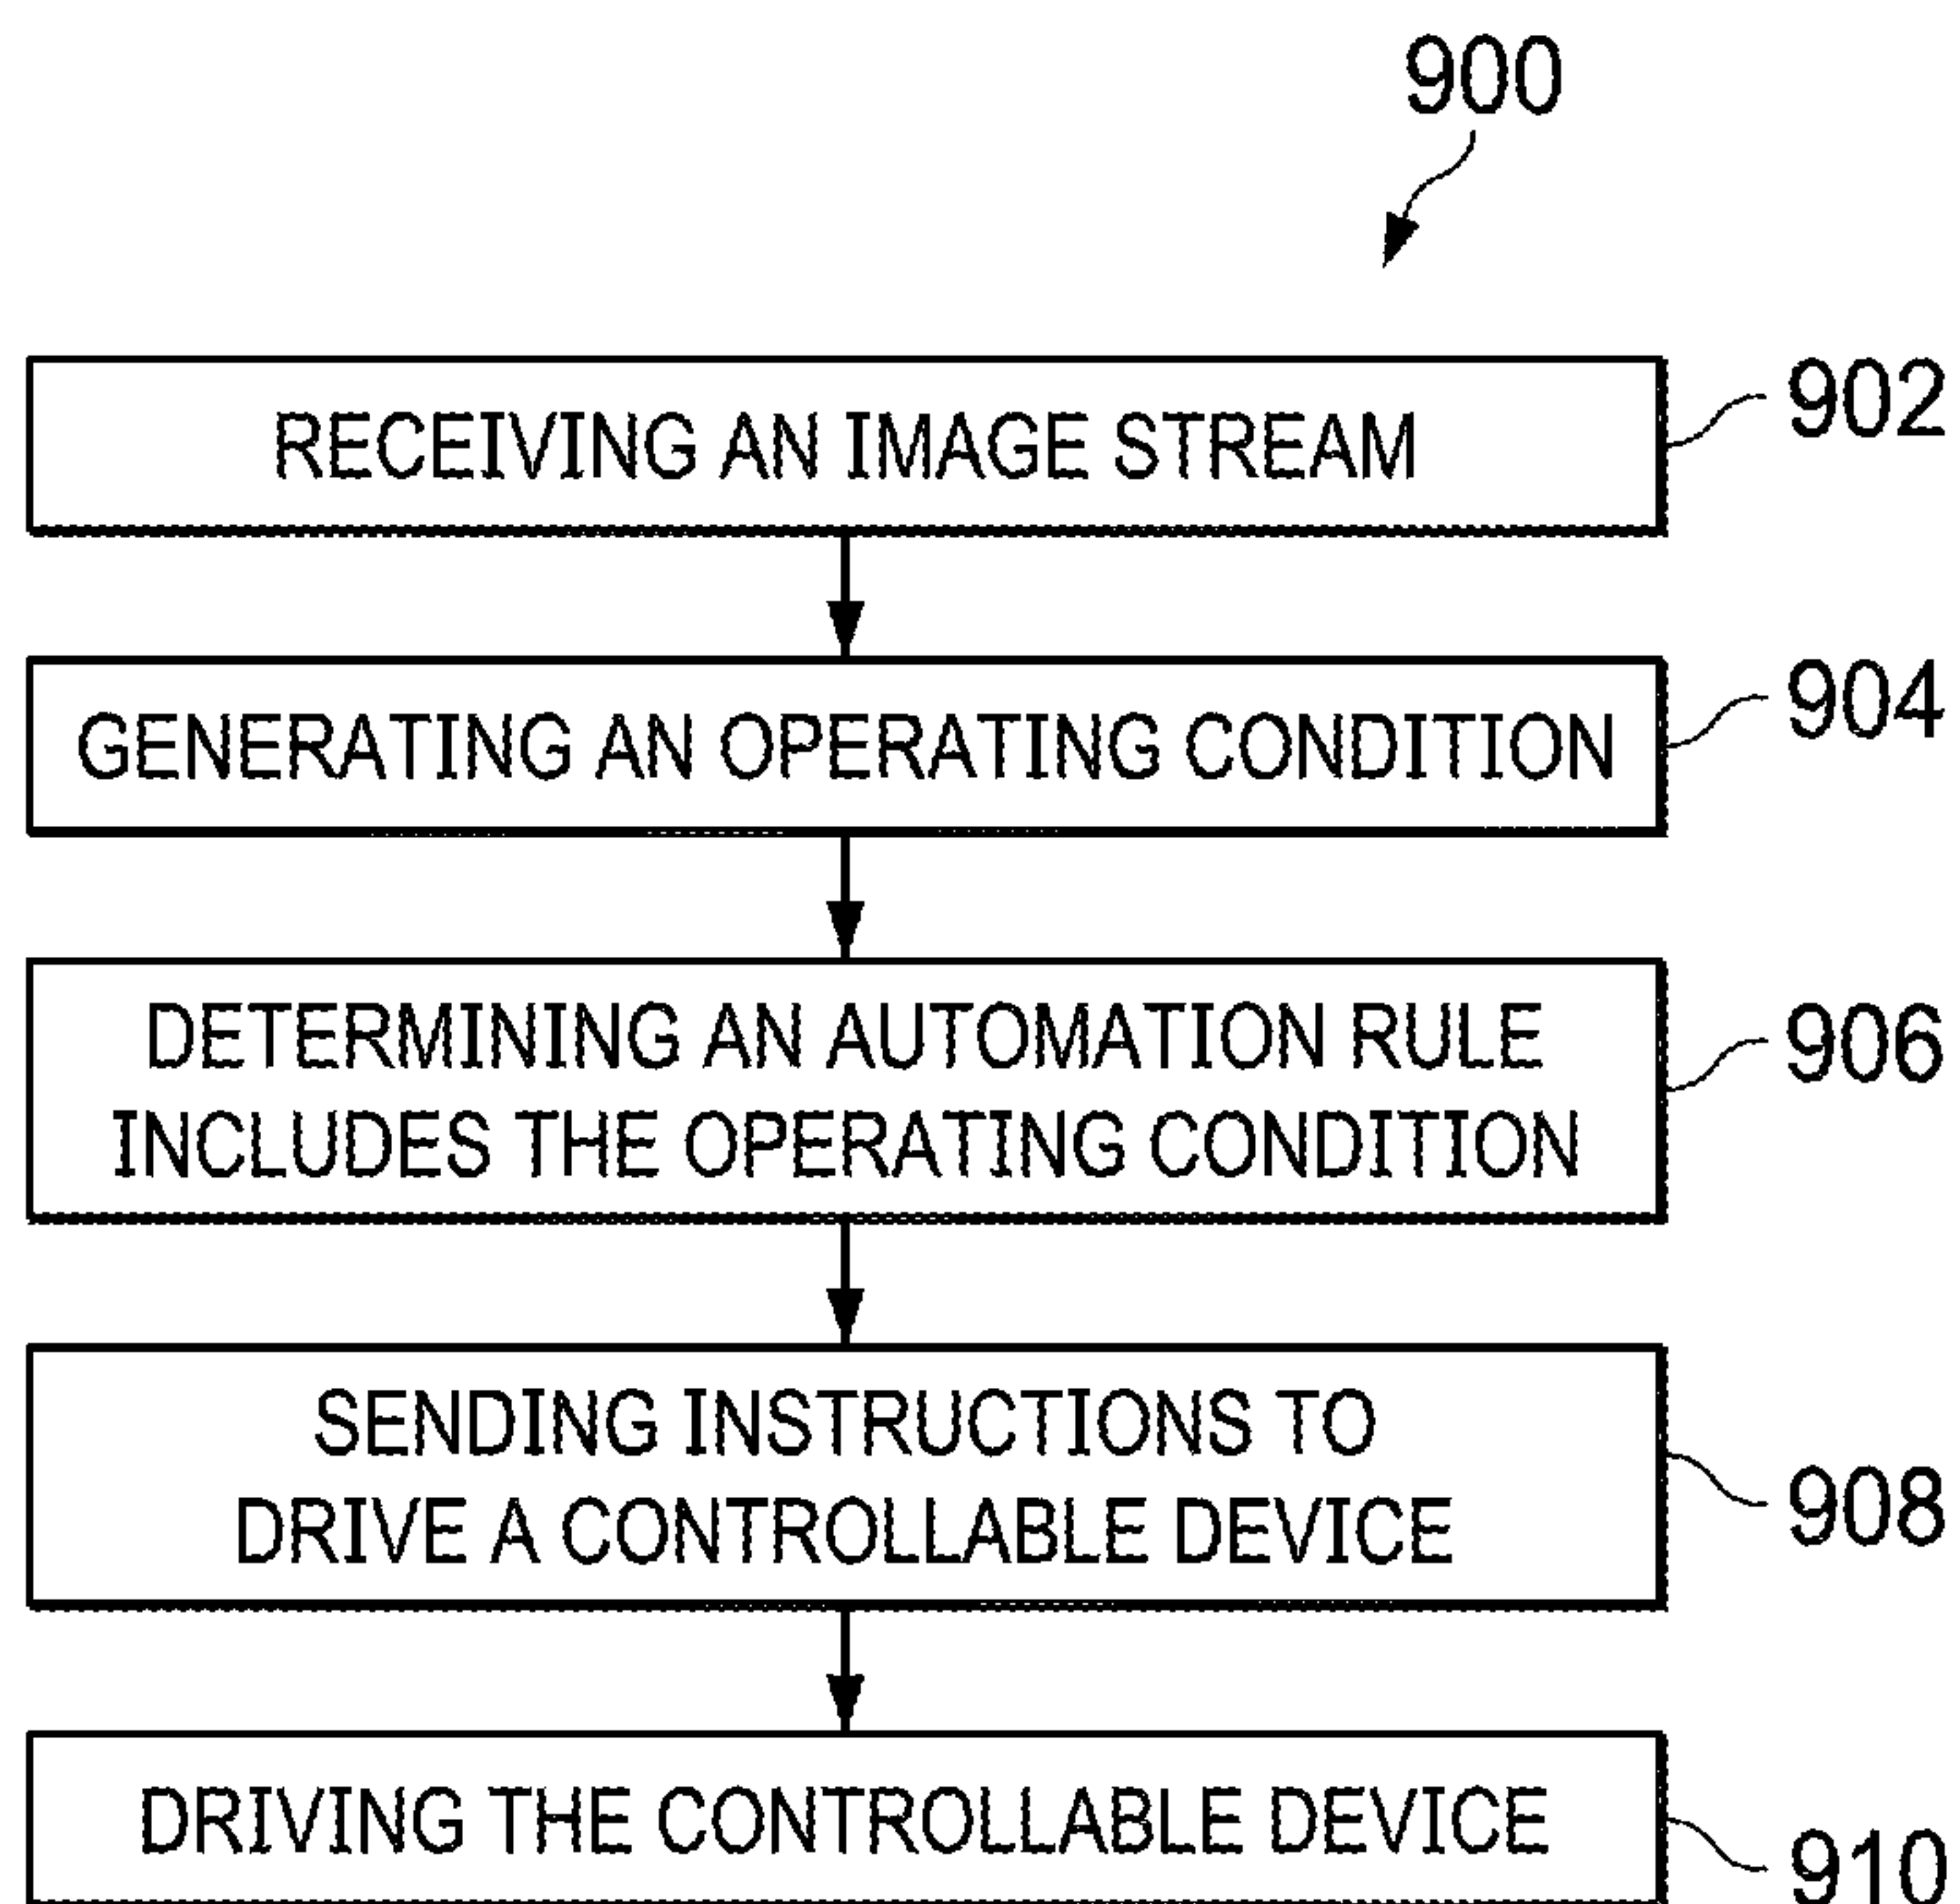 900
RECEIVING AN IMAGE STREAM
902
GENERATING AN OPERATING CONDITION
904
DETERMINING AN AUTOMATION RULE
INCLUDES THE OPERATING CONDITION
906
SENDING INSTRUCTIONS TO
DRIVE A CONTROLLABLE DEVICE
908
DRIVING THE CONTROLLABLE DEVICE
910